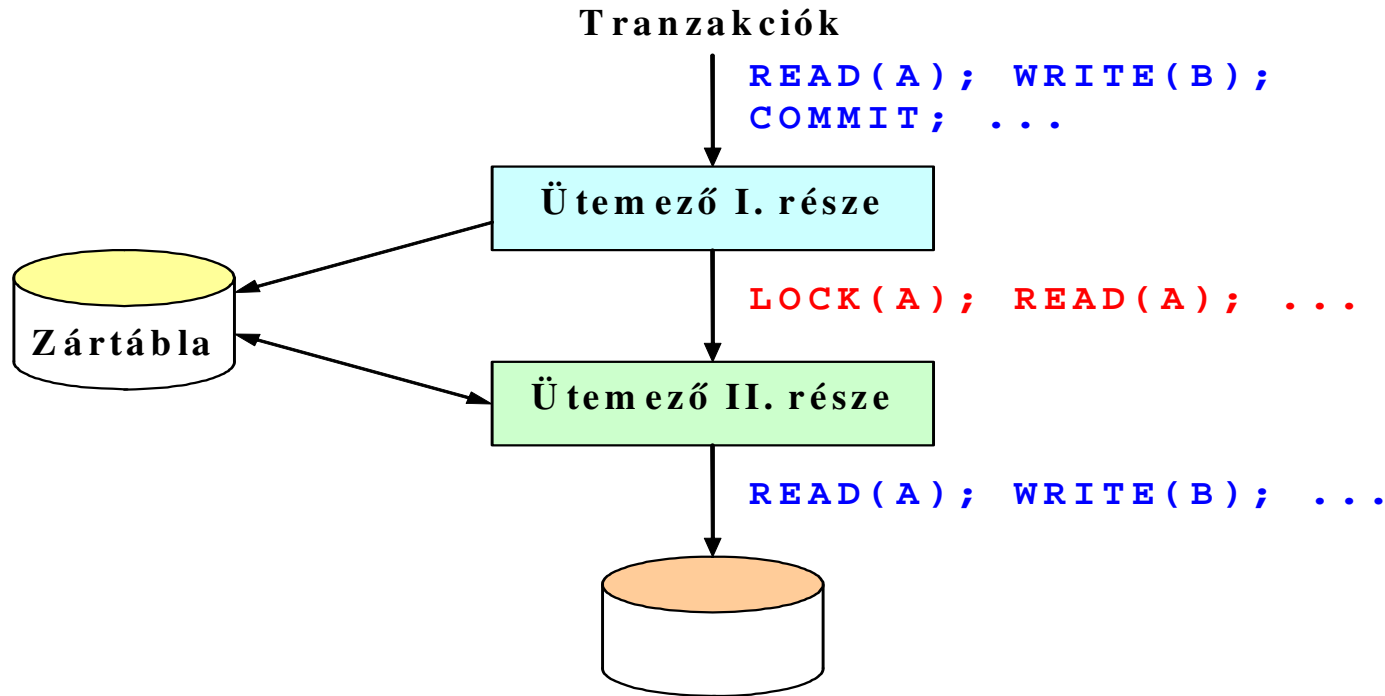 Tranzakciók
READ(A); WRITE(B);
COMMIT; ...
Ütemező I. része
LOCK(A); READ(A); ...
Zártábla
Ütemező II. része
READ(A); WRITE(B); ...